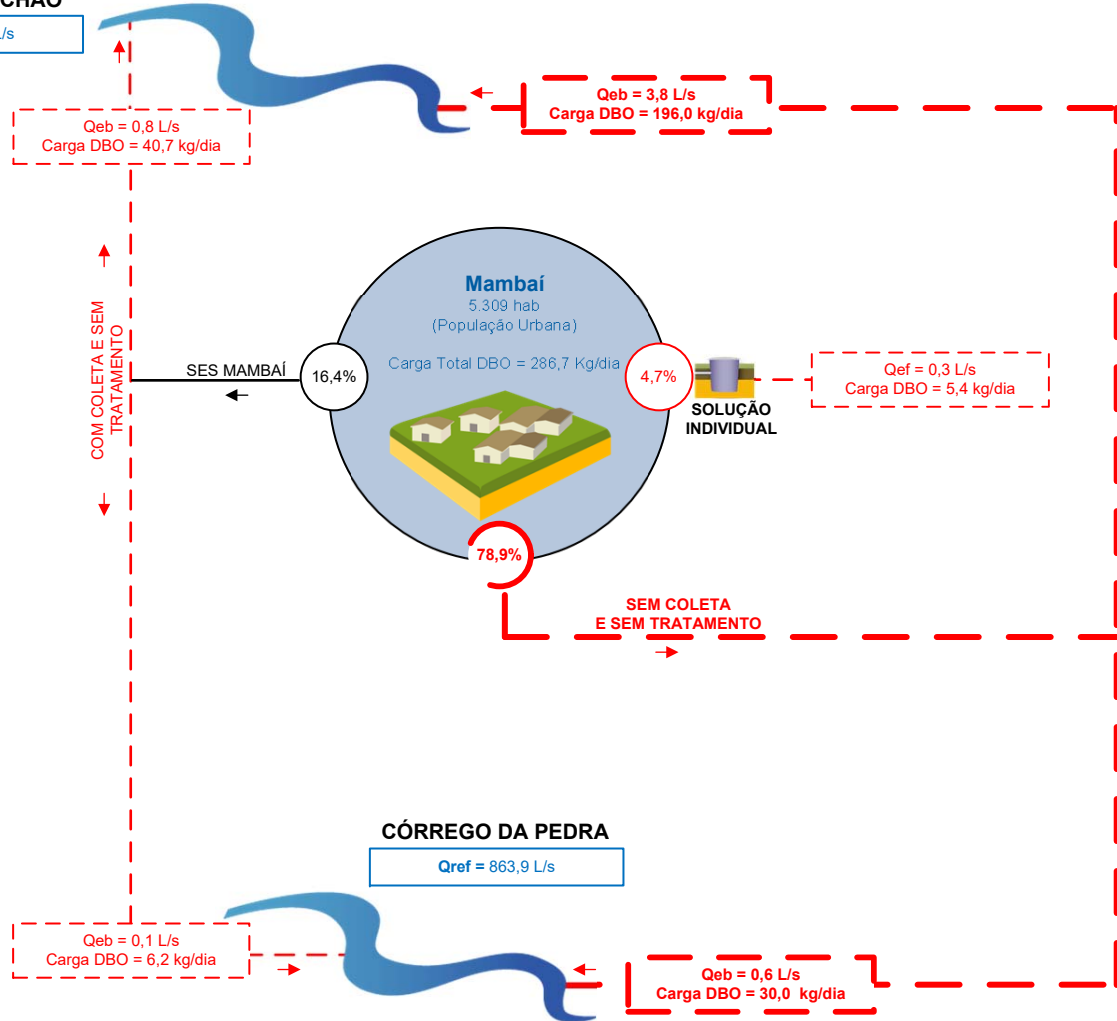 Qeb = 3,8 L/s
Carga DBO = 196,0 kg/dia
Qeb = 0,8 L/s
Carga DBO = 40,7 kg/dia
COM COLETA E SEM
TRATAMENTO
SES MAMBAÍ
16,4%
Mambaí
5.309 hab
(População Urbana)
Carga Total DBO = 286,7 Kg/dia
4,7%
SOLUÇÃO
INDIVIDUAL
Qef = 0,3 L/s
Carga DBO = 5,4 kg/dia
78,9%
SEM COLETA
E SEM TRATAMENTO
CÓRREGO DA PEDRA
Qref = 863,9 L/s
Qeb = 0,1 L/s
Carga DBO = 6,2 kg/dia
Qeb = 0,6 L/s
Carga DBO = 30,0 kg/dia